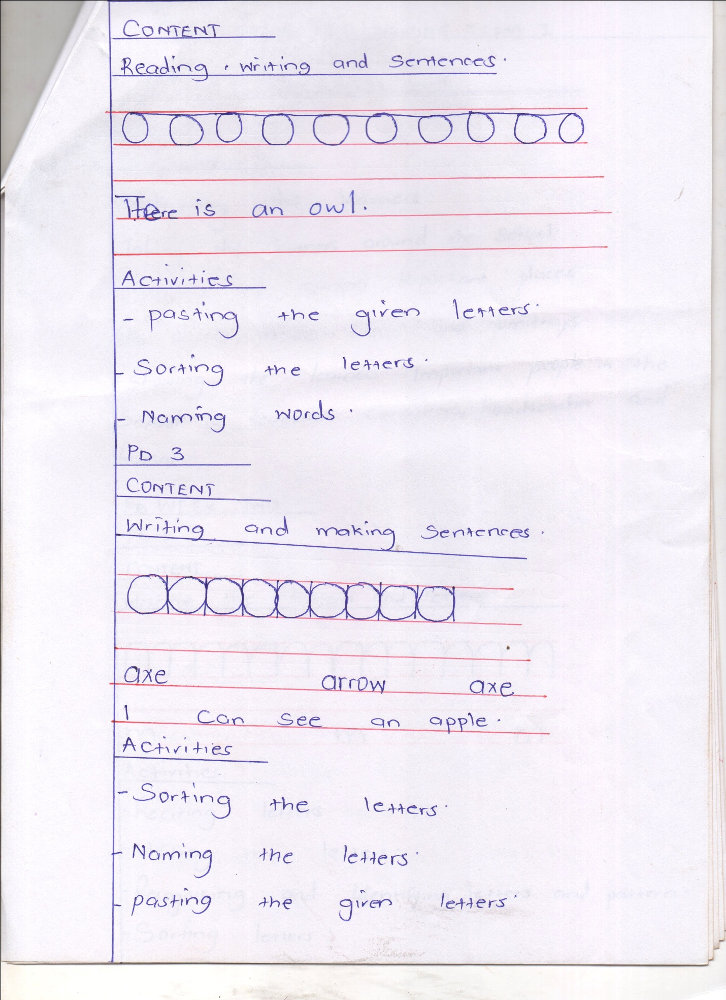 CONTENT
Reading, writing and Sentences.
O O O O O O O O O O
There is an owl.
Activities
- pasting the given letters.
- Sorting the letters.
- Naming words.
PD 3
CONTENT
Writing and making Sentences.
axe arrow axe
I can see an apple.
Activities
- Sorting the letters.
- Naming the letters.
- pasting the given letters.